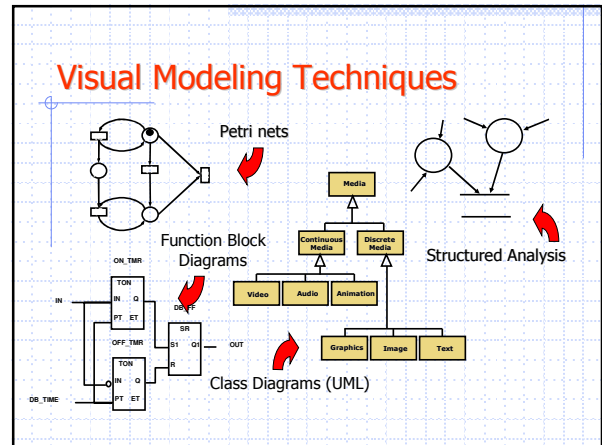 Visual Modeling Techniques
Petri nets
Media
Continuous
Media
Discrete
Media
Video
Audio
Animation
Graphics
Image
Text
Structured Analysis
Function Block
Diagrams
ON_TMR
TON
IN
IN Q
PT ET
OFF_TMR
TON
IN Q
PT ET
DB_TIME
SR
S1 Q1
R
OUT
Class Diagrams (UML)